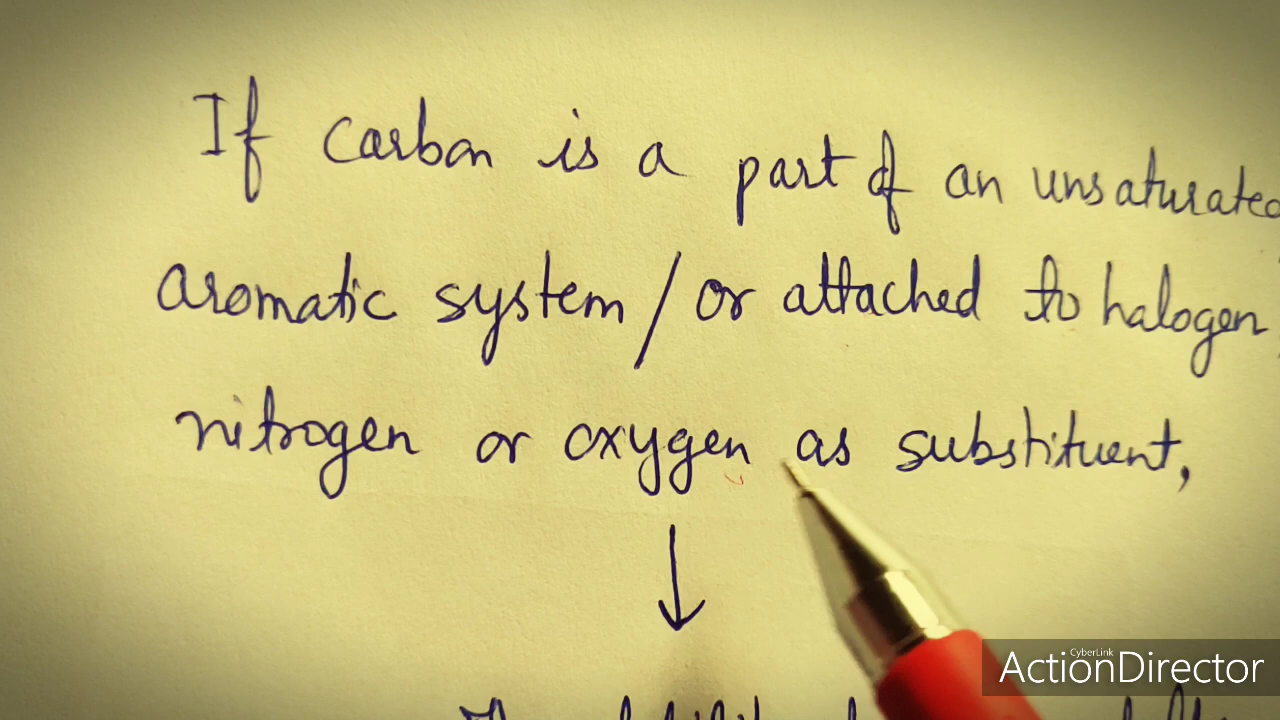 If carbon is a part of an unsaturated
aromatic system / or attached to halogen,
nitrogen or oxygen as substituent,
CyberLink
ActionDirector